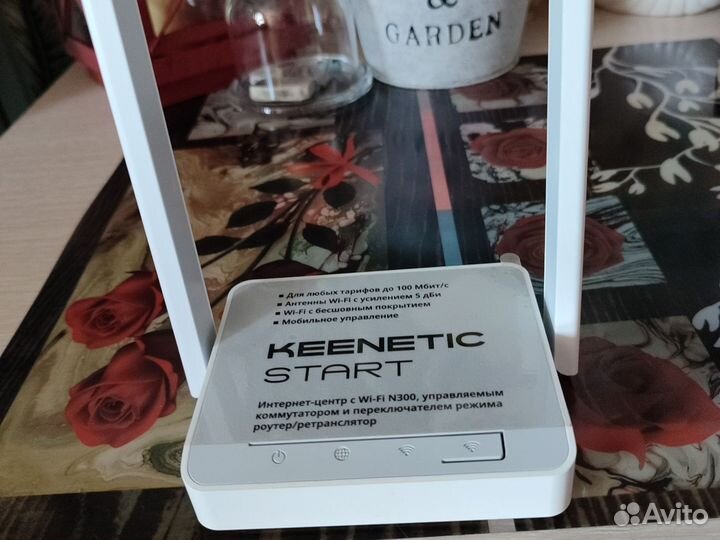 &
GARDEN
▪ Для любых тарифов до 100 Мбит/с
▪ Антенны Wi-Fi с усилением 5 дБи
▪ Wi-Fi с бесшовным покрытием
▪ Мобильное управление
KEENETIC
START
Интернет-центр с Wi-Fi N300, управляемым
коммутатором и переключателем режима
роутер/ретранслятор
Avito